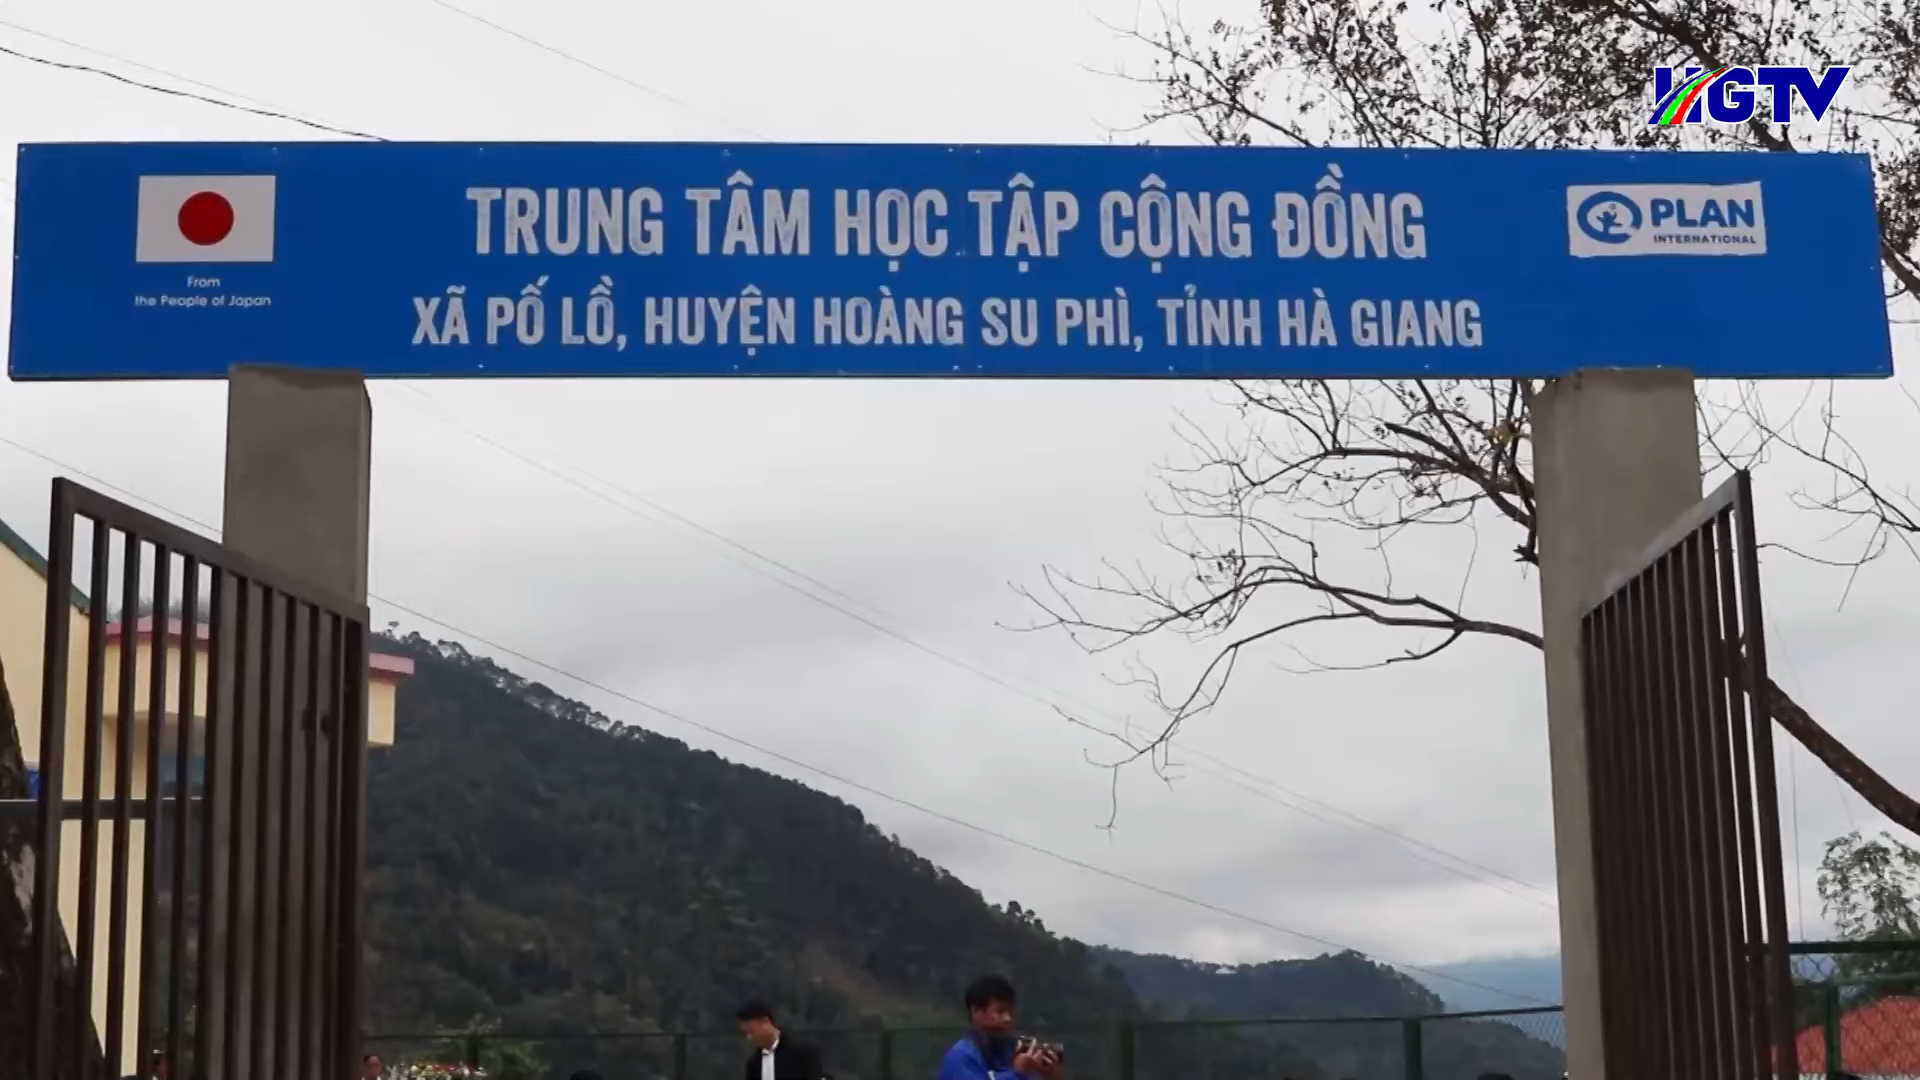 HGTV
TRUNG TÂM HỌC TẬP CỘNG ĐỒNG
XÃ PỐ LỒ, HUYỆN HOÀNG SU PHÌ, TỈNH HÀ GIANG
From
the People of Japan
PLAN
INTERNATIONAL